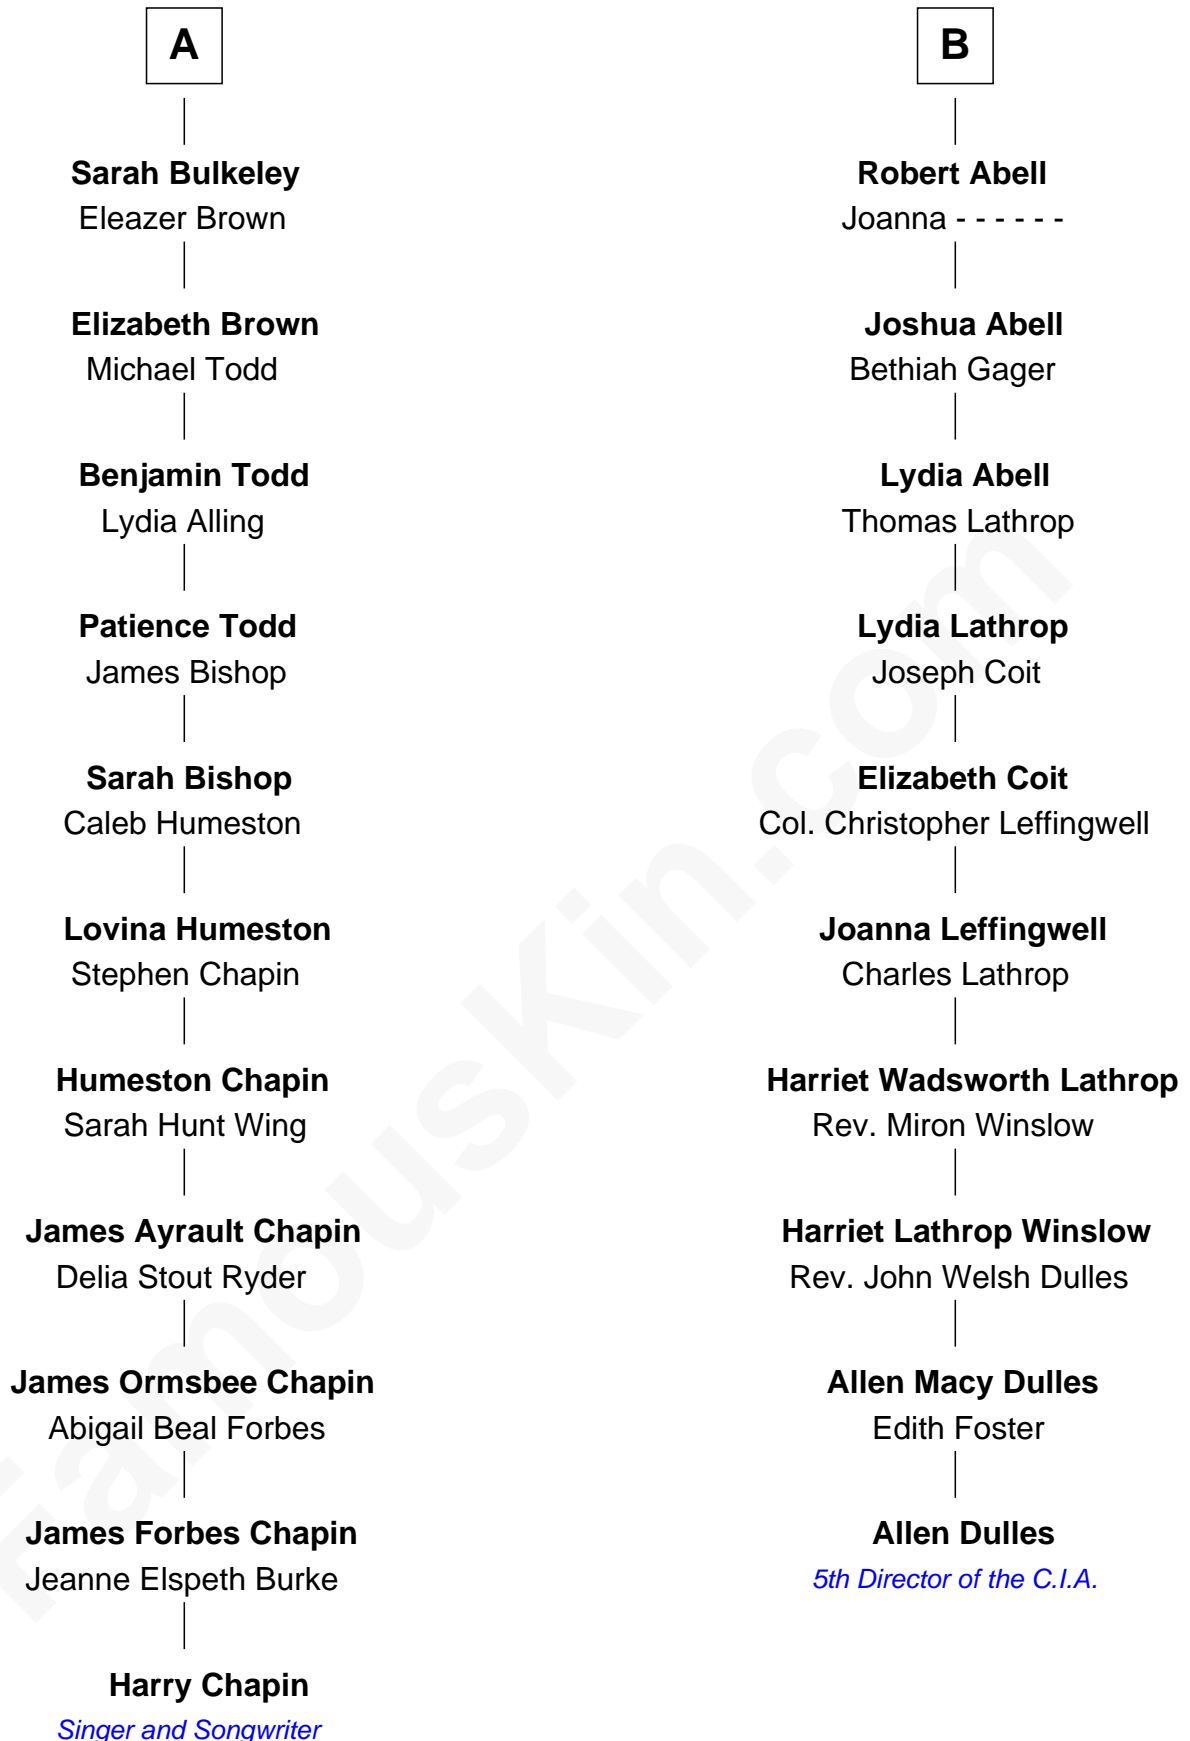 A
Sarah Bulkeley
Eleazer Brown
Elizabeth Brown
Michael Todd
Benjamin Todd
Lydia Alling
Patience Todd
James Bishop
Sarah Bishop
Caleb Humeston
Lovina Humeston
Stephen Chapin
Humeston Chapin
Sarah Hunt Wing
James Ayrault Chapin
Delia Stout Ryder
James Ormsbee Chapin
Abigail Beal Forbes
James Forbes Chapin
Jeanne Elspeth Burke
Harry Chapin
Singer and Songwriter
B
Robert Abell
Joanna - - - - - -
Joshua Abell
Bethiah Gager
Lydia Abell
Thomas Lathrop
Lydia Lathrop
Joseph Coit
Elizabeth Coit
Col. Christopher Leffingwell
Joanna Leffingwell
Charles Lathrop
Harriet Wadsworth Lathrop
Rev. Miron Winslow
Harriet Lathrop Winslow
Rev. John Welsh Dulles
Allen Macy Dulles
Edith Foster
Allen Dulles
5th Director of the C.I.A.
FamousKin.com